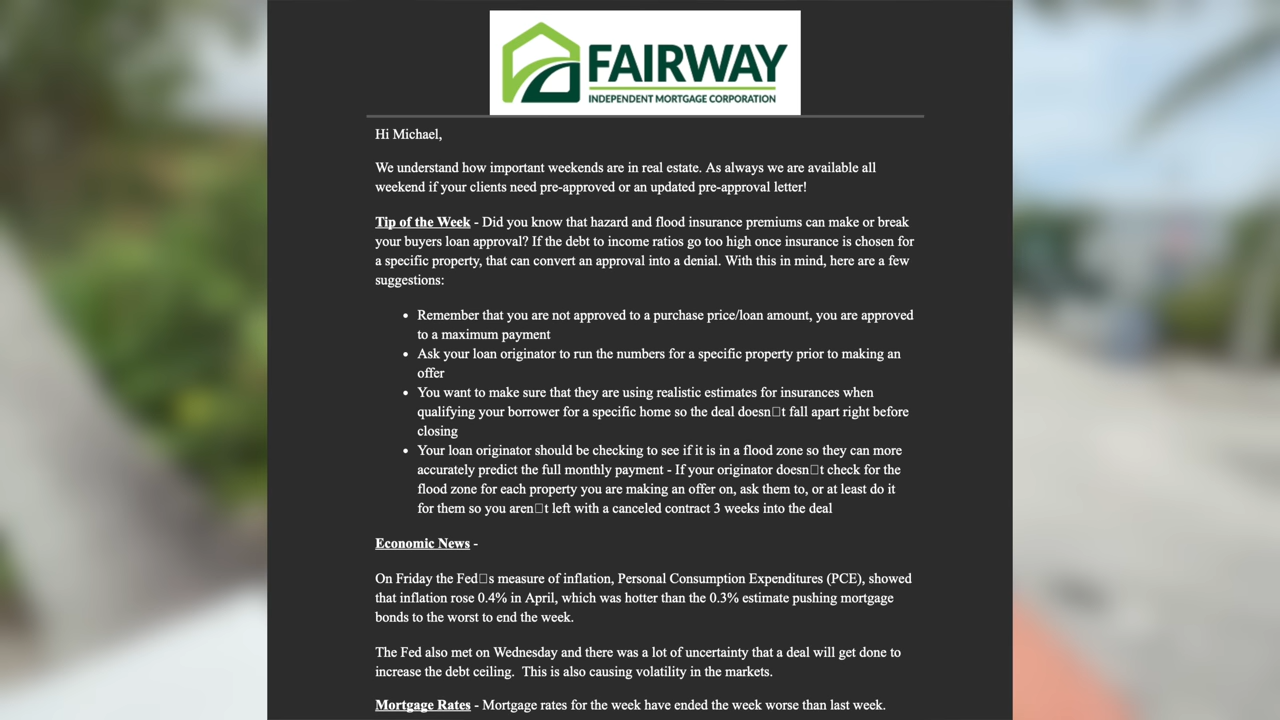 FAIRWAY
INDEPENDENT MORTGAGE CORPORATION
Hi Michael,
We understand how important weekends are in real estate. As always we are available all
weekend if your clients need pre-approved or an updated pre-approval letter!
Tip of the Week - Did you know that hazard and flood insurance premiums can make or break
your buyers loan approval? If the debt to income ratios go too high once insurance is chosen for
a specific property, that can convert an approval into a denial. With this in mind, here are a few
suggestions:
• Remember that you are not approved to a purchase price/loan amount, you are approved
to a maximum payment
• Ask your loan originator to run the numbers for a specific property prior to making an
offer
• You want to make sure that they are using realistic estimates for insurances when
qualifying your borrower for a specific home so the deal doesn□t fall apart right before
closing
• Your loan originator should be checking to see if it is in a flood zone so they can more
accurately predict the full monthly payment - If your originator doesn□t check for the
flood zone for each property you are making an offer on, ask them to, or at least do it
for them so you aren□t left with a canceled contract 3 weeks into the deal
Economic News -
On Friday the Fed□s measure of inflation, Personal Consumption Expenditures (PCE), showed
that inflation rose 0.4% in April, which was hotter than the 0.3% estimate pushing mortgage
bonds to the worst to end the week.
The Fed also met on Wednesday and there was a lot of uncertainty that a deal will get done to
increase the debt ceiling.  This is also causing volatility in the markets.
Mortgage Rates - Mortgage rates for the week have ended the week worse than last week.